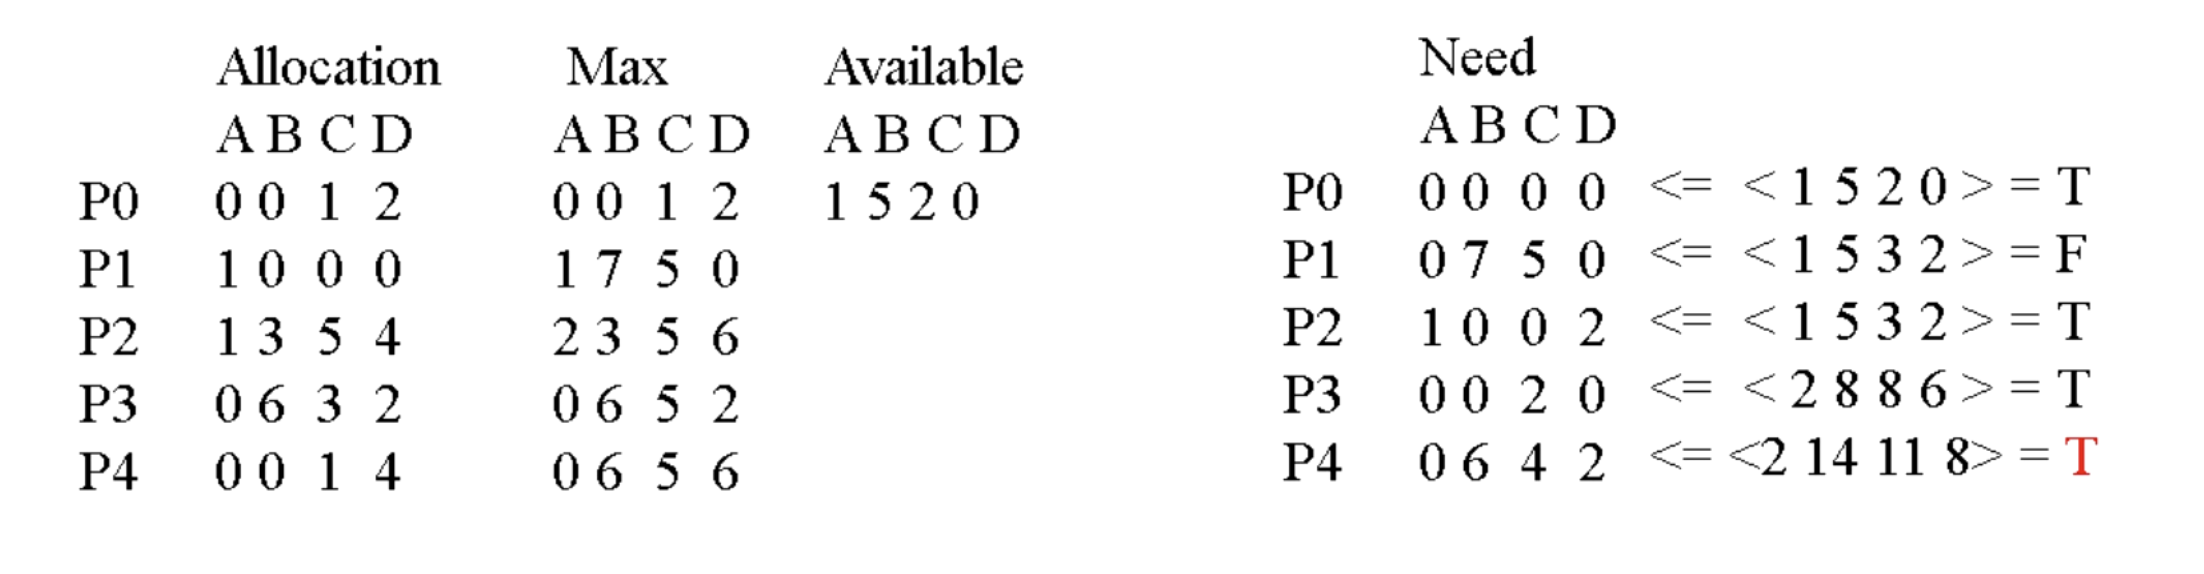 Allocation Max Available
A B C D A B C D A B C D
P0 0 0 1 2 0 0 1 2 1 5 2 0
P1 1 0 0 0 1 7 5 0
P2 1 3 5 4 2 3 5 6
P3 0 6 3 2 0 6 5 2
P4 0 0 1 4 0 6 5 6
Need
A B C D
P0 0 0 0 0 <= < 1 5 2 0 > = T
P1 0 7 5 0 <= < 1 5 3 2 > = F
P2 1 0 0 2 <= < 1 5 3 2 > = T
P3 0 0 2 0 <= < 2 8 8 6 > = T
P4 0 6 4 2 <= <2 14 11 8> = T